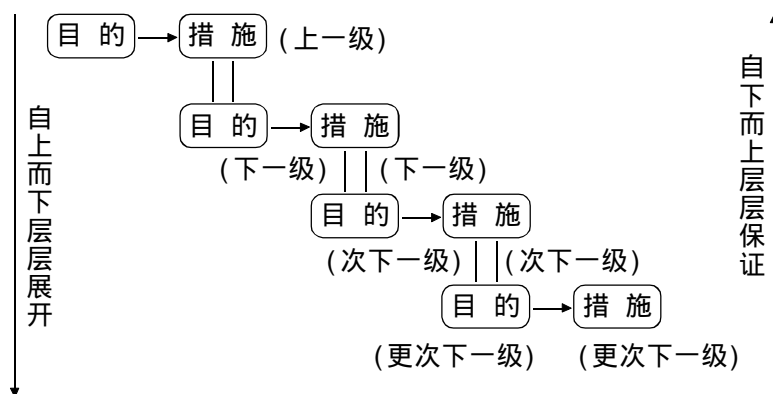 目的 措施 (上一级)
目的 措施
(下一级) (下一级)
目的 措施
(次下一级) (次下一级)
目的 措施
(更次下一级) (更次下一级)
自上而下层层展开
自下而上层层保证